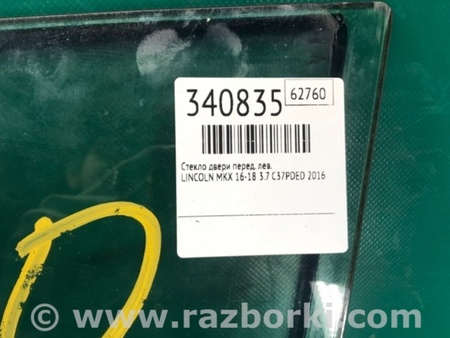 340835
62760
Стекло двери перед. лев.
LINCOLN MKX 16-18 3.7 C37PDED 2016
© www.razborki.com